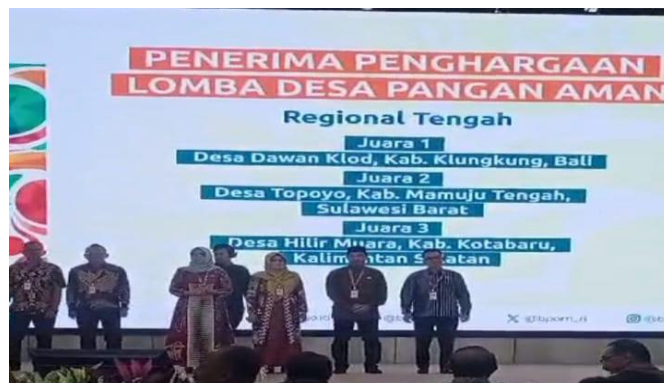 PENERIMA PENGHARGAAN
LOMBA DESA PANGAN AMAN
Regional Tengah
Juara 1
Desa Dawan Klod, Kab. Klungkung, Bali
Juara 2
Desa Topoyo, Kab. Mamuju Tengah,
Sulawesi Barat
Juara 3
Desa Hilir Muara, Kab. Kotabaru,
Kalimantan Selatan
@bpom_ri